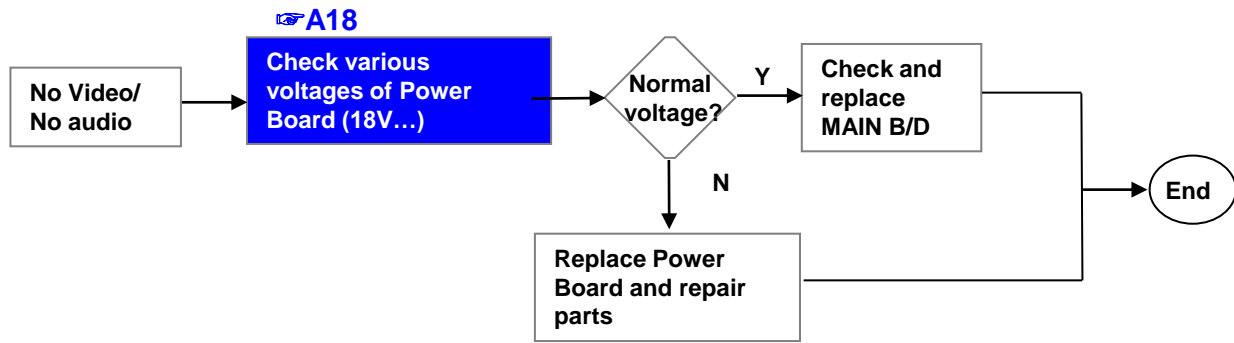 ☞A18
No Video/
No audio
Check various
voltages of Power
Board (18V…)
Normal
voltage?
Y
Check and
replace
MAIN B/D
N
Replace Power
Board and repair
parts
End